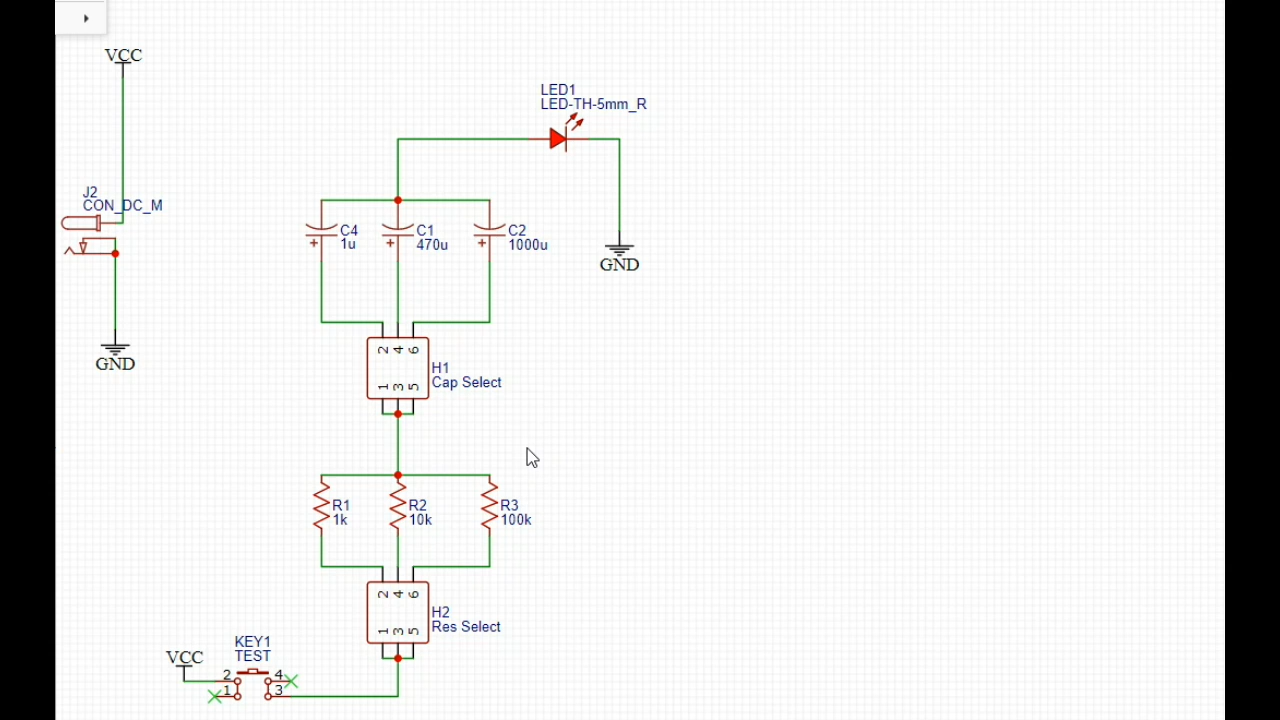 VCC
LED1
LED-TH-5mm_R
J2
CON_DC_M
C4
1u
+
C1
470u
+
C2
1000u
+
GND
GND
2 4 6
1 3 5
H1
Cap Select
R1
1k
R2
10k
R3
100k
2 4 6
1 3 5
H2
Res Select
KEY1
TEST
VCC
2 4
1 3